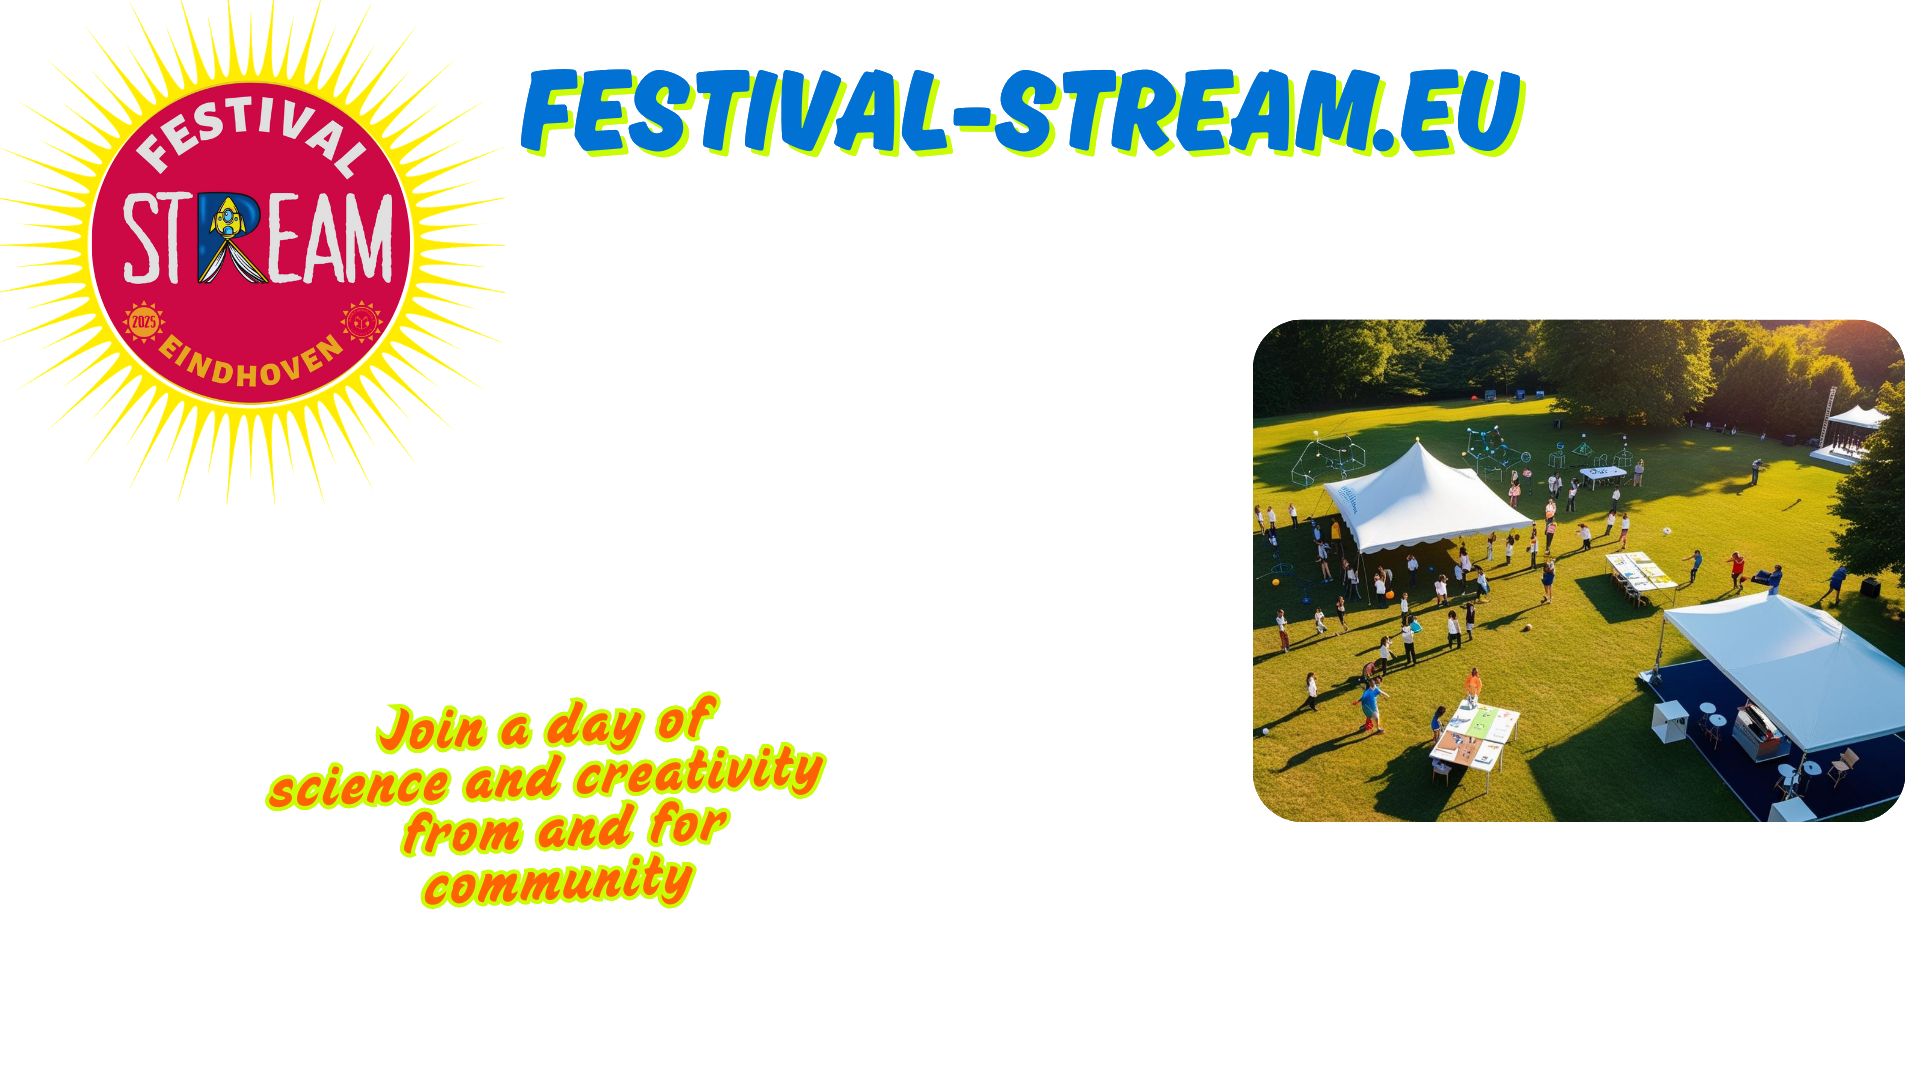 FESTIVAL
STREAM
2025
EINDHOVEN
FESTIVAL-STREAM.EU
Join a day of
science and creativity
from and for
community